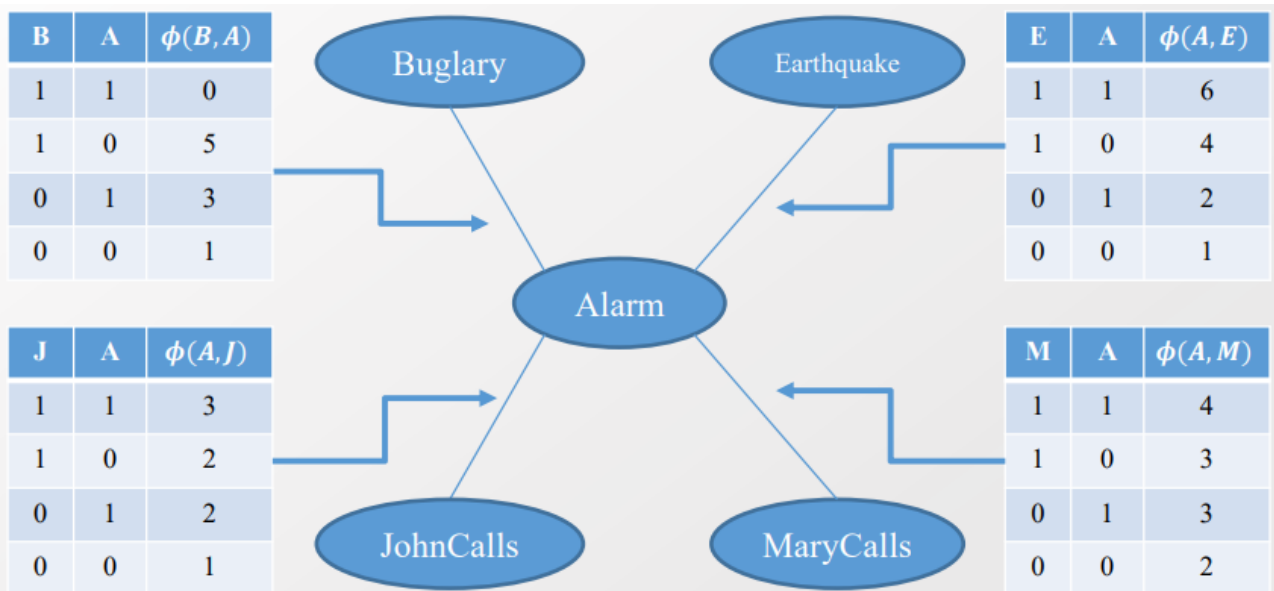 B A ϕ(B, A)
1 1 0
1 0 5
0 1 3
0 0 1
Buglary
Earthquake
E A ϕ(A, E)
1 1 6
1 0 4
0 1 2
0 0 1
Alarm
J A ϕ(A, J)
1 1 3
1 0 2
0 1 2
0 0 1
JohnCalls
MaryCalls
M A ϕ(A, M)
1 1 4
1 0 3
0 1 3
0 0 2